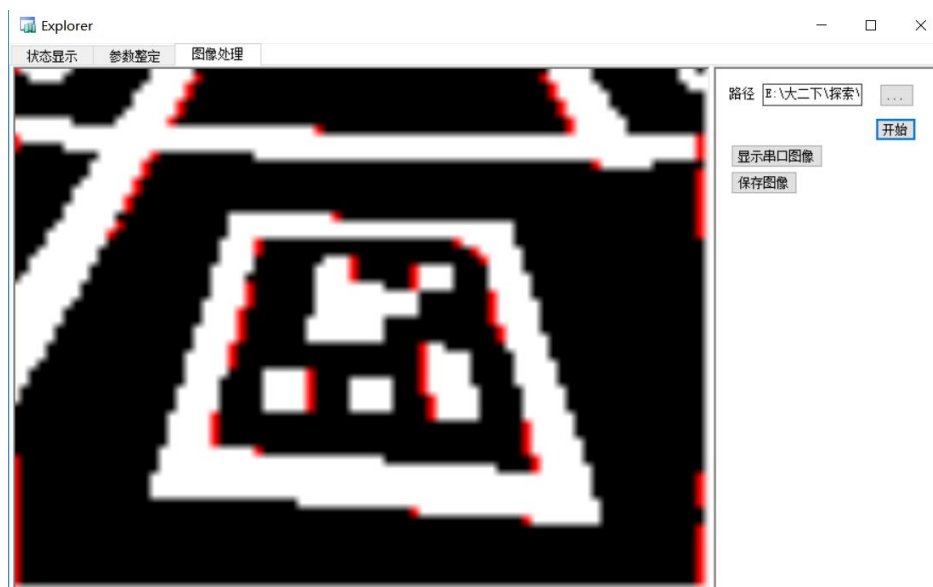 Explorer
状态显示 参数整定 图像处理
路径 E:\大二下\探索\ ...
开始
显示串口图像
保存图像